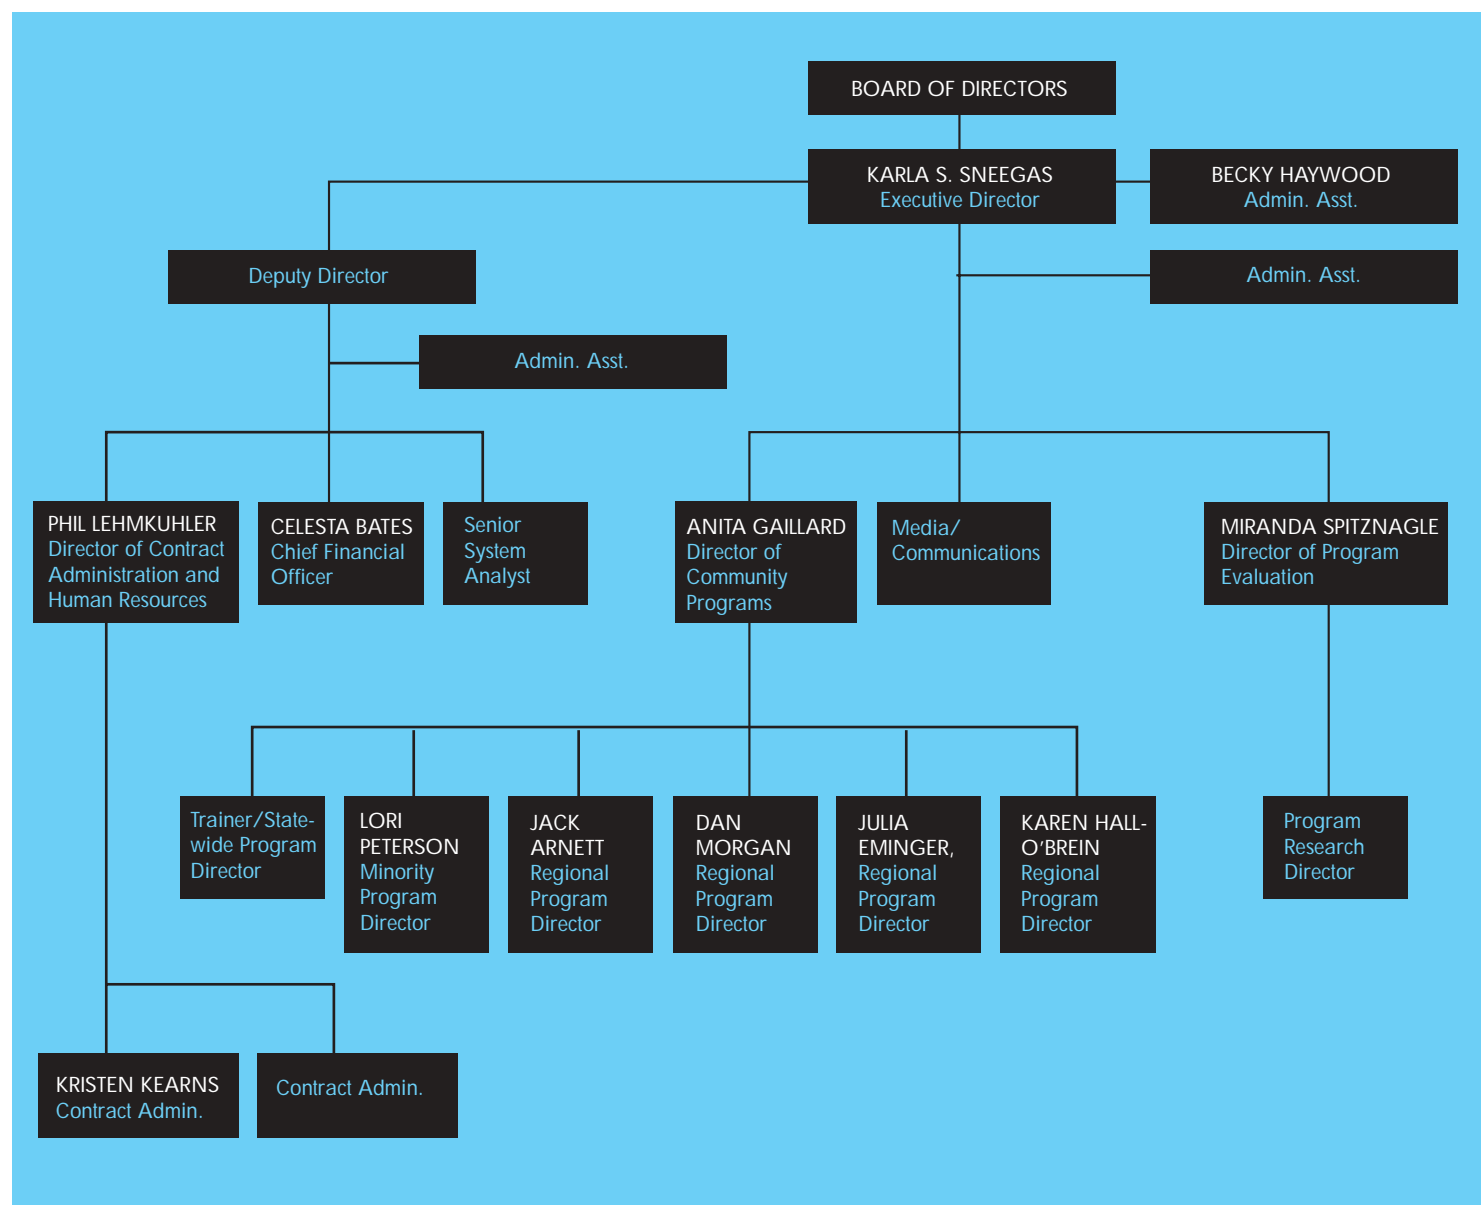 BOARD OF DIRECTORS
KARLA S. SNEEGAS
Executive Director
BECKY HAYWOOD
Admin. Asst.
Deputy Director
Admin. Asst.
Admin. Asst.
PHIL LEHMKUHLER
Director of Contract
Administration and
Human Resources
CELESTA BATES
Chief Financial
Officer
Senior
System
Analyst
ANITA GAILLARD
Director of
Community
Programs
Media/
Communications
MIRANDA SPITZNAGLE
Director of Program
Evaluation
Trainer/State-
wide Program
Director
LORI
PETERSON
Minority
Program
Director
JACK
ARNETT
Regional
Program
Director
DAN
MORGAN
Regional
Program
Director
JULIA
EMINGER,
Regional
Program
Director
KAREN HALL-
O'BREIN
Regional
Program
Director
Program
Research
Director
KRISTEN KEARNS
Contract Admin.
Contract Admin.